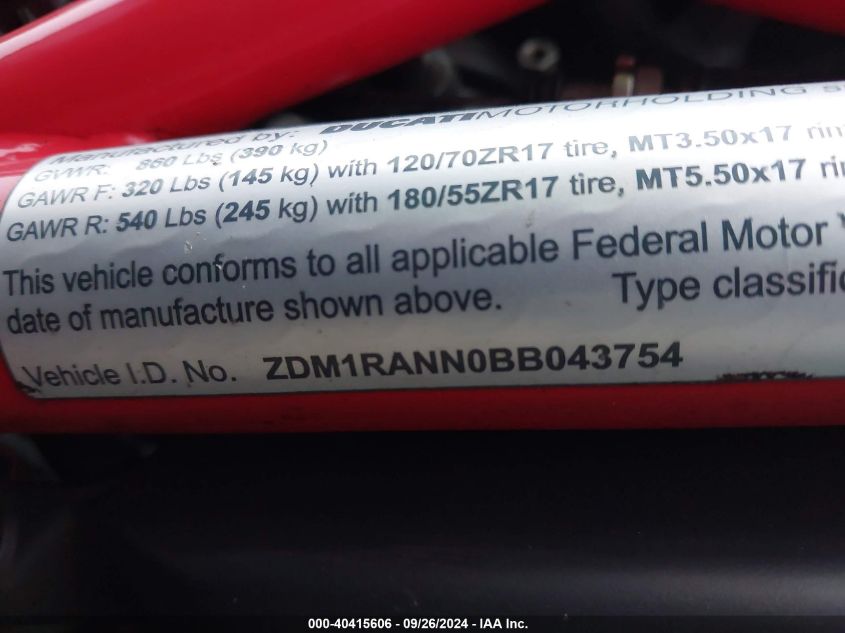 Manufactured by: DUCATIMOTORHOLDING
GVWR: 860 Lbs (390 kg)
GAWR F: 320 Lbs (145 kg) with 120/70ZR17 tire, MT3.50x17
GAWR R: 540 Lbs (245 kg) with 180/55ZR17 tire, MT5.50x17
This vehicle conforms to all applicable Federal Motor
date of manufacture shown above. Type classific
Vehicle I.D. No. ZDM1RANN0BB043754
000-40415606 - 09/26/2024 - IAA Inc.